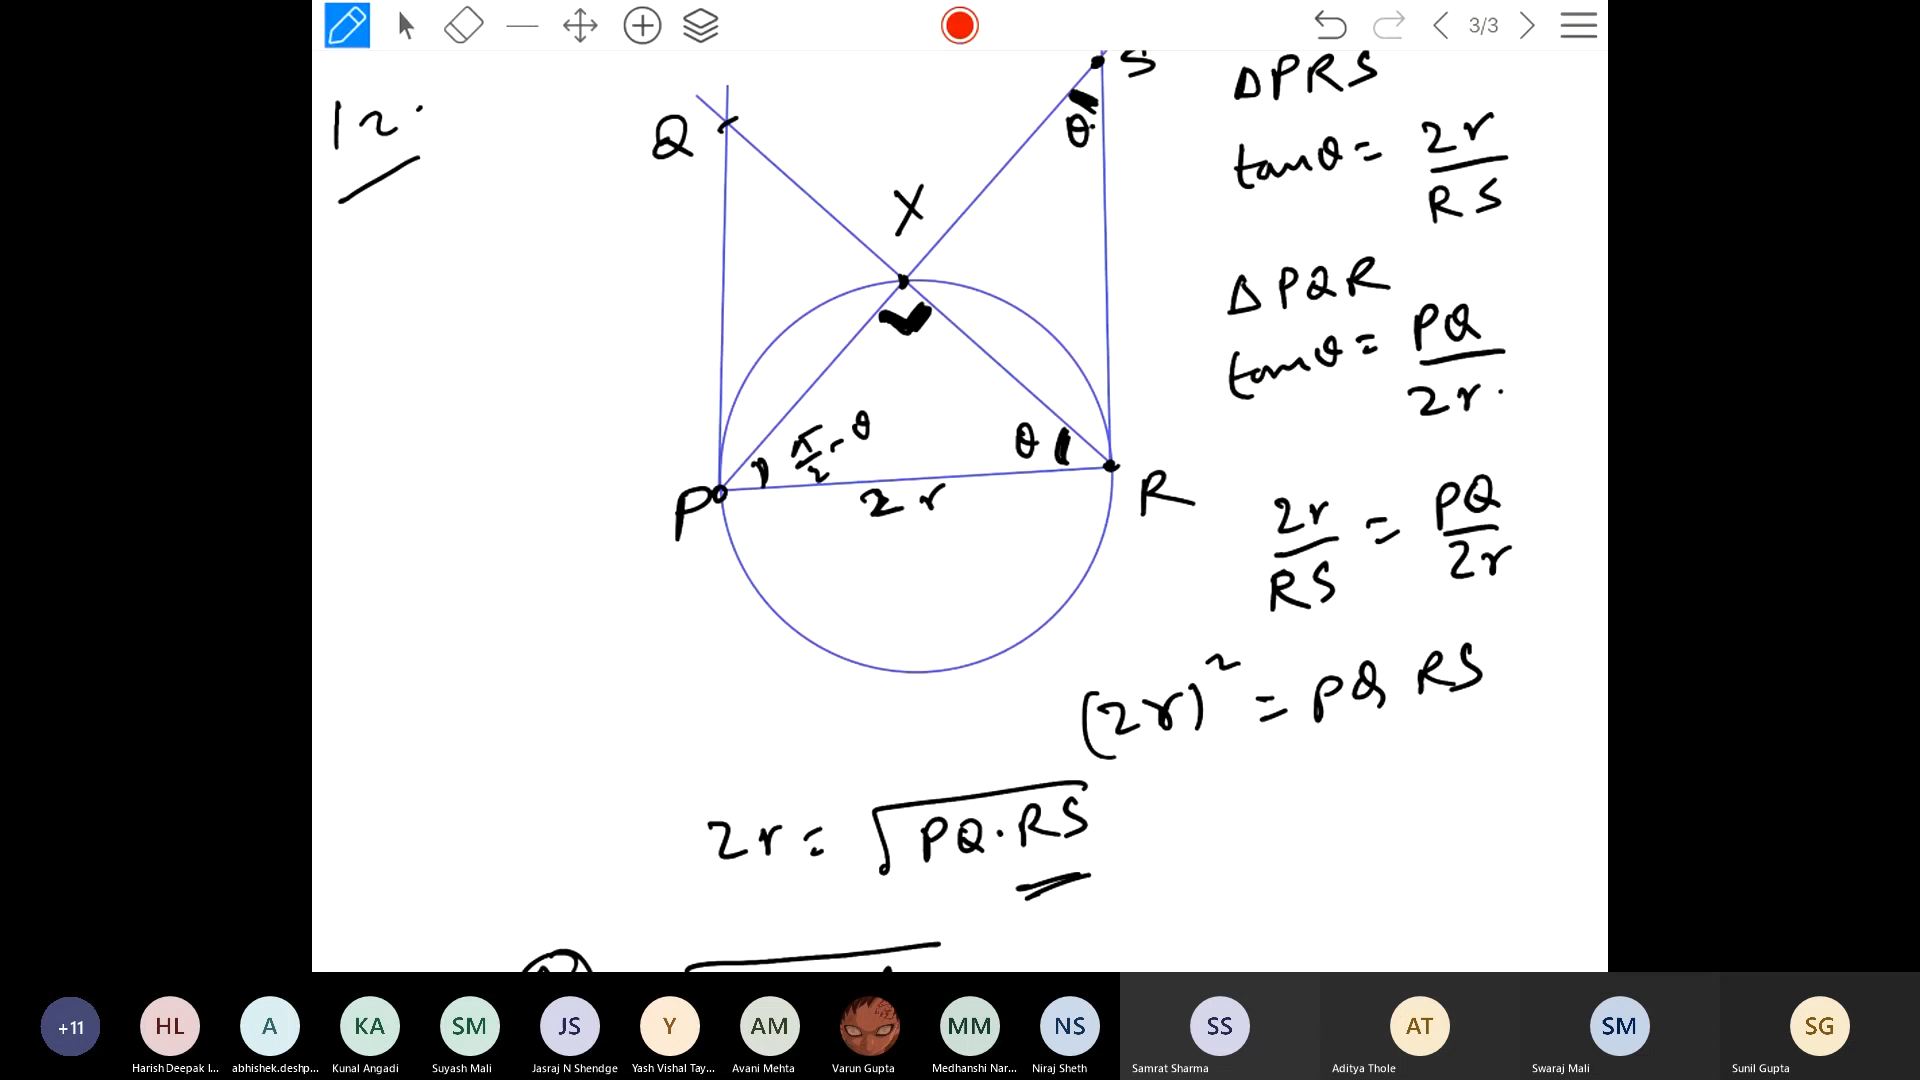 3/3
12.
Q
X
S
θ
P
π/2 - θ
θ
2r
R
ΔPRS
tanθ = 2r/RS
ΔPQR
tanθ = PQ/2r.
2r/RS = PQ/2r
(2r)² = PQ RS
2r = √PQ·RS
+11
HL
A
KA
SM
JS
Y
AM
MM
NS
SS
AT
SM
SG
Harish Deepak I...
abhishek.deshp...
Kunal Angadi
Suyash Mali
Jasraj N Shendge
Yash Vishal Tay...
Avani Mehta
Varun Gupta
Medhanshi Nar...
Niraj Sheth
Samrat Sharma
Aditya Thole
Swaraj Mali
Sunil Gupta